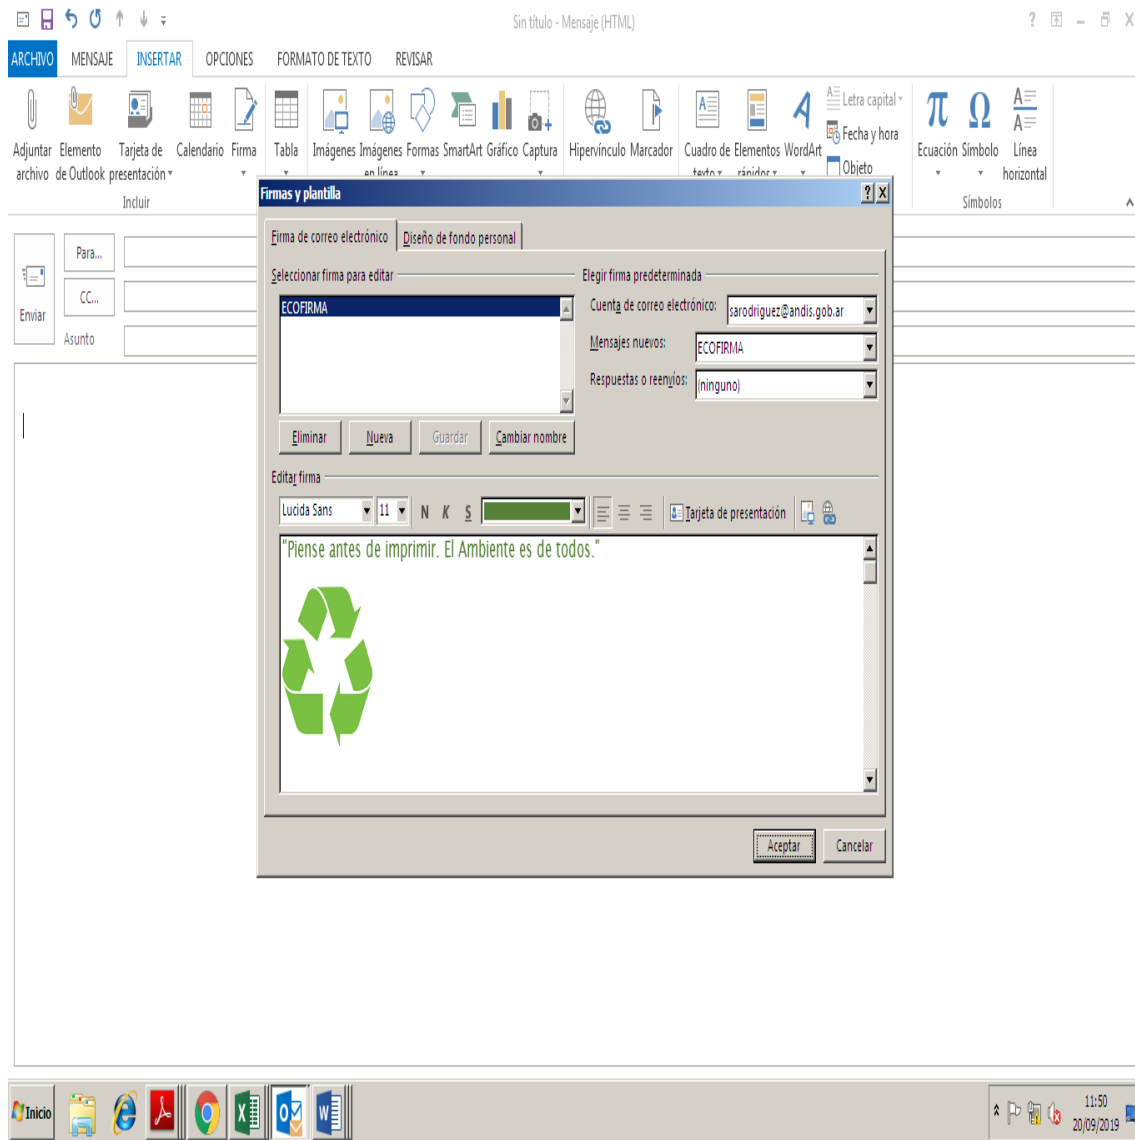 Sin título - Mensaje (HTML)
ARCHIVO MENSAJE INSERTAR OPCIONES FORMATO DE TEXTO REVISAR
Adjuntar archivo
Elemento de Outlook
Tarjeta de presentación
Calendario
Firma
Tabla
Imágenes
Imágenes en línea
Formas
SmartArt
Gráfico
Captura
Hipervínculo
Marcador
Cuadro de texto
Elementos rápidos
WordArt
Letra capital
Fecha y hora
Objeto
Ecuación
Símbolo
Línea horizontal
Incluir
Símbolos
Enviar
Para...
CC...
Asunto
Firmas y plantilla
Firma de correo electrónico
Diseño de fondo personal
Seleccionar firma para editar
ECOFIRMA
Eliminar Nueva Guardar Cambiar nombre
Elegir firma predeterminada
Cuenta de correo electrónico: sarodriguez@andis.gob.ar
Mensajes nuevos: ECOFIRMA
Respuestas o reenvíos: (ninguno)
Editar firma
Lucida Sans 11 N K S Tarjeta de presentación
"Piense antes de imprimir. El Ambiente es de todos."
Aceptar Cancelar
Inicio
11:50
20/09/2019